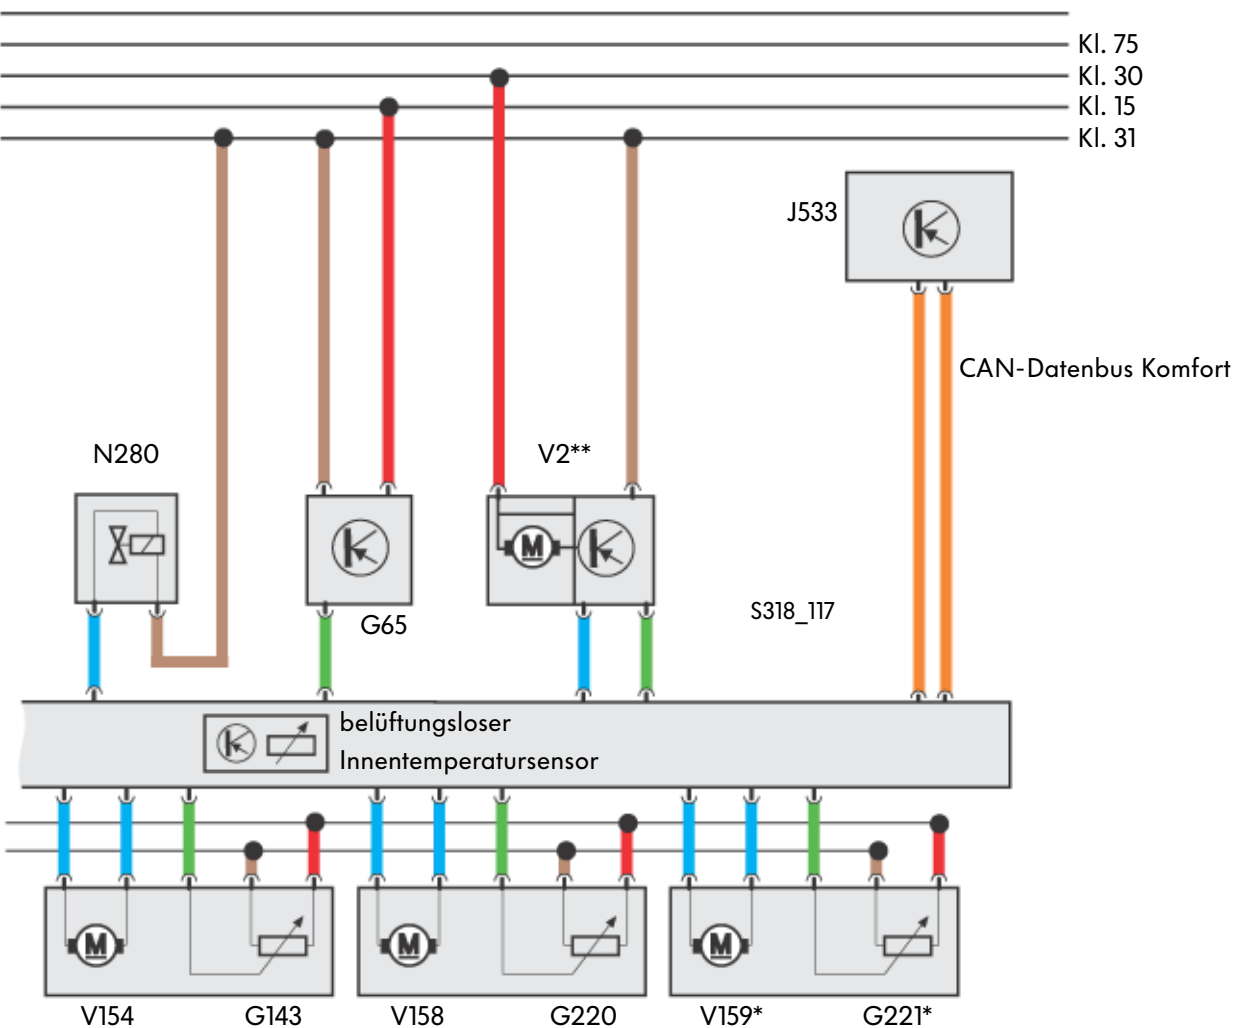 Kl. 75
Kl. 30
Kl. 15
Kl. 31
J533
CAN-Datenbus Komfort
N280
V2**
G65
S318_117
belüftungsloser
Innentemperatursensor
M
M
M
M
V154
G143
V158
G220
V159*
G221*